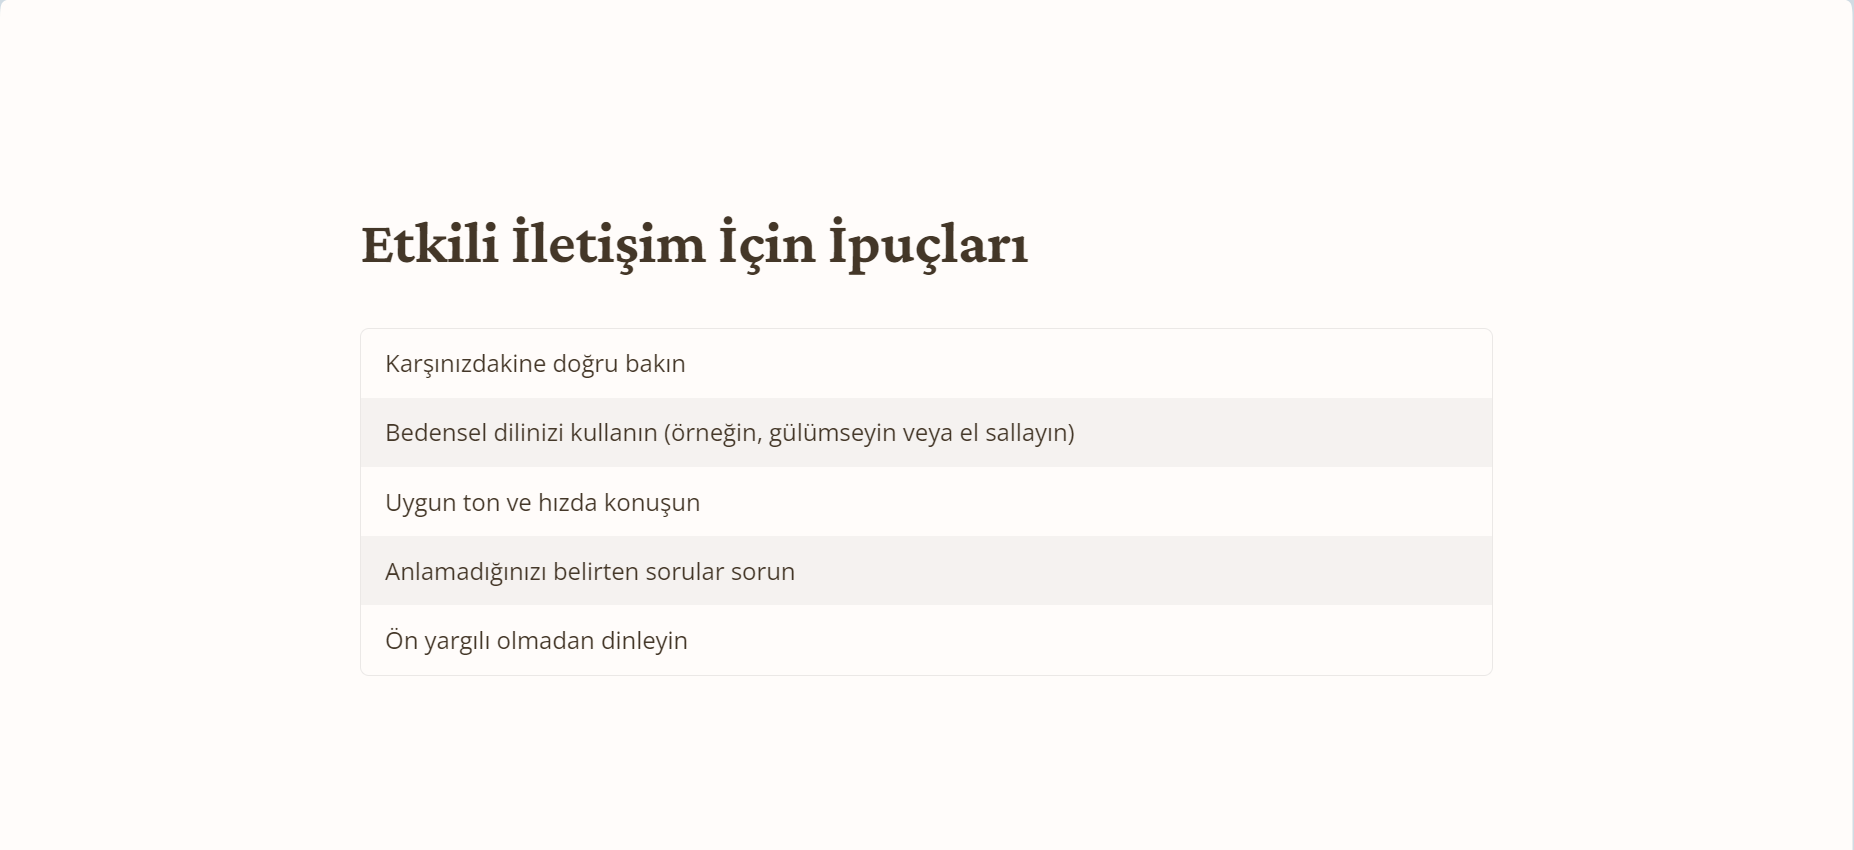 Etkili İletişim İçin İpuçları
Karşınızdakine doğru bakın
Bedensel dilinizi kullanın (örneğin, gülümseyin veya el sallayın)
Uygun ton ve hızda konuşun
Anlamadığınızı belirten sorular sorun
Ön yargılı olmadan dinleyin